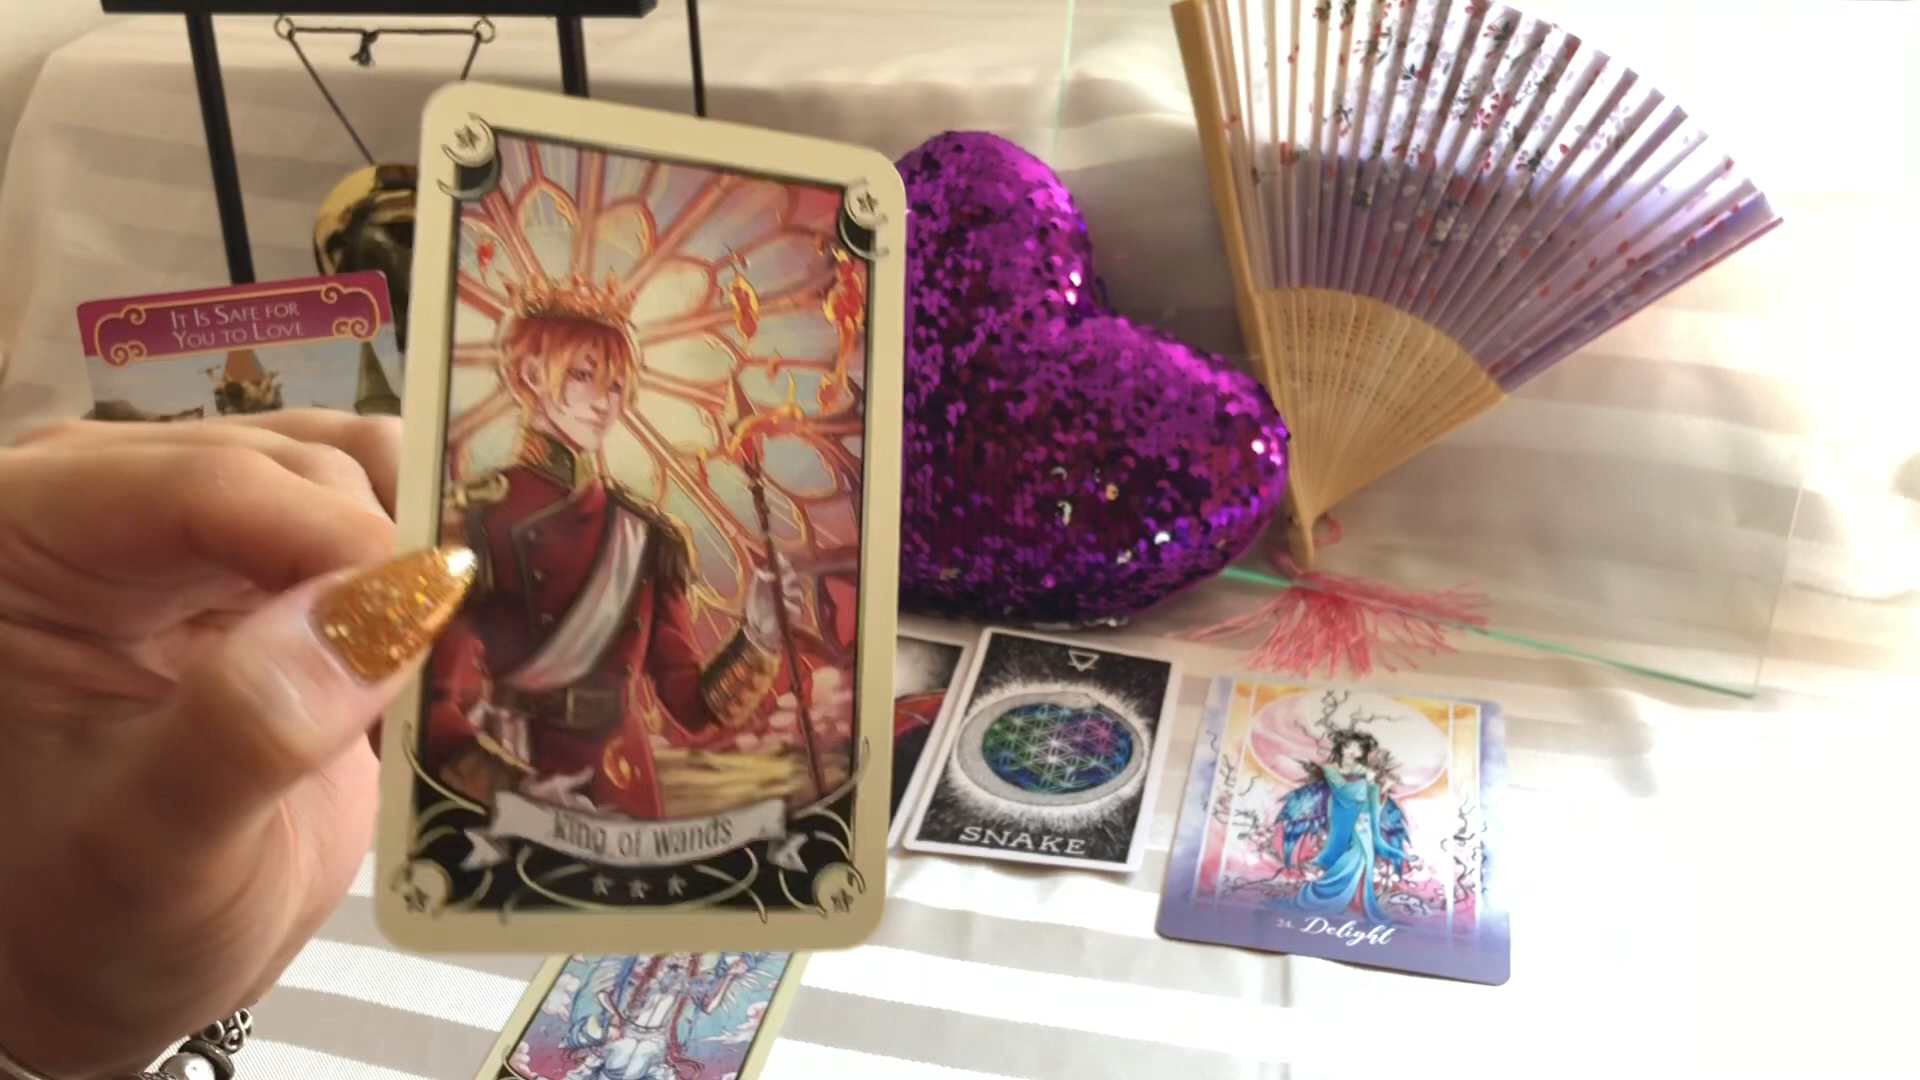 It Is Safe for
You to Love
King of Wands
SNAKE
24. Delight